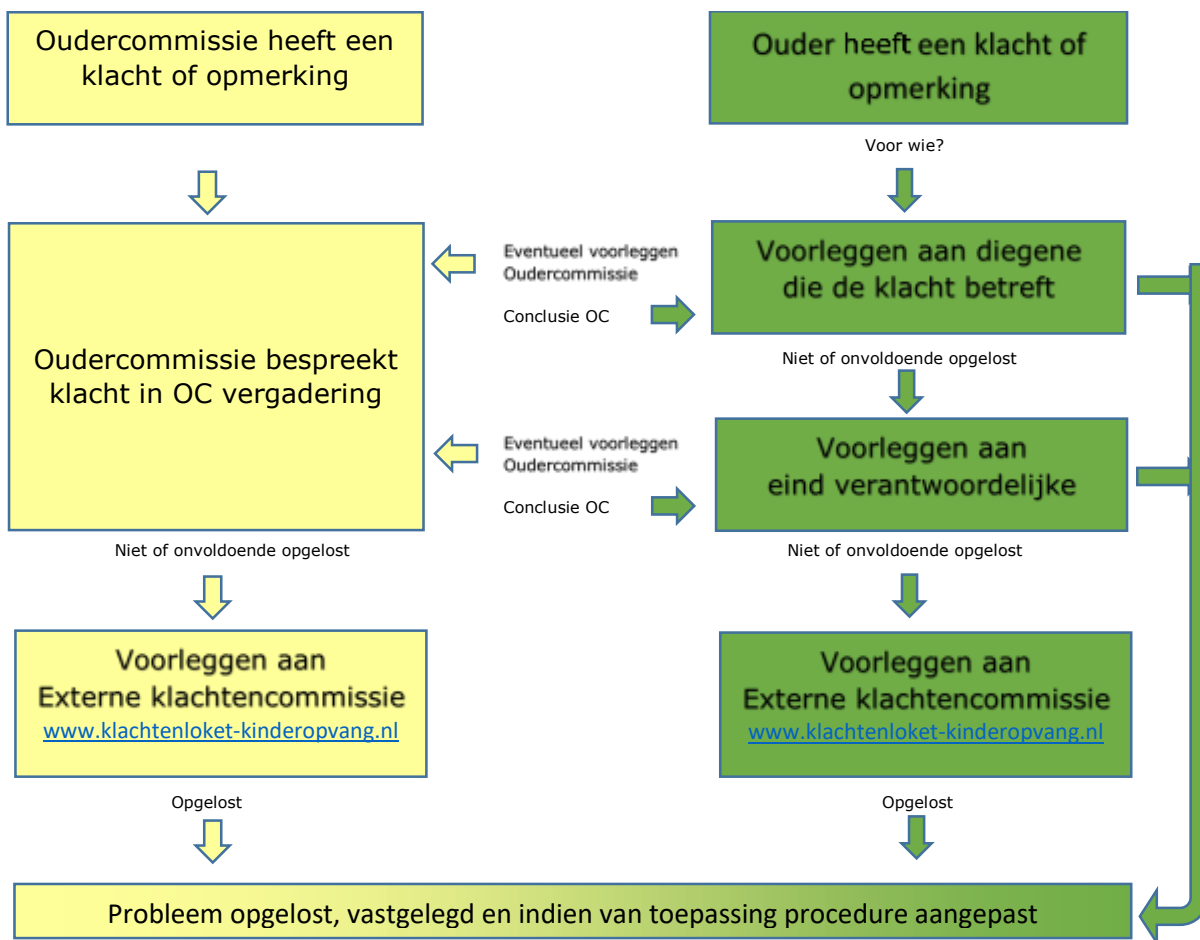 Oudercommissie heeft een
klacht of opmerking
Ouder heeft een klacht of
opmerking
Voor wie?
Oudercommissie bespreekt
klacht in OC vergadering
Eventueel voorleggen
Oudercommissie
Conclusie OC
Voorleggen aan diegene
die de klacht betreft
Niet of onvoldoende opgelost
Eventueel voorleggen
Oudercommissie
Conclusie OC
Voorleggen aan
eind verantwoordelijke
Niet of onvoldoende opgelost
Niet of onvoldoende opgelost
Voorleggen aan
Externe klachtencommissie
www.klachtenloket-kinderopvang.nl
Voorleggen aan
Externe klachtencommissie
www.klachtenloket-kinderopvang.nl
Opgelost
Opgelost
Probleem opgelost, vastgelegd en indien van toepassing procedure aangepast